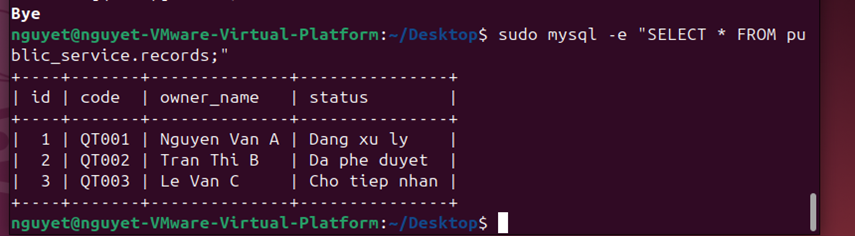 Bye
nguyet@nguyet-VMware-Virtual-Platform:~/Desktop$ sudo mysql -e "SELECT * FROM pu
blic_service.records;"
+----+-------+--------------+---------------+
| id | code  | owner_name   | status        |
+----+-------+--------------+---------------+
|  1 | QT001 | Nguyen Van A | Dang xu ly    |
|  2 | QT002 | Tran Thi B   | Da phe duyet  |
|  3 | QT003 | Le Van C     | Cho tiep nhan |
+----+-------+--------------+---------------+
nguyet@nguyet-VMware-Virtual-Platform:~/Desktop$